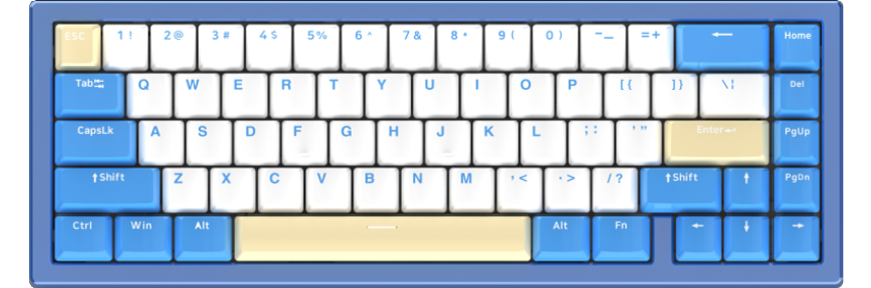 ESC 1 ! 2 @ 3 # 4 $ 5 % 6 ^ 7 & 8 * 9 ( 0 ) ~ — = + ← Home
Tab Q W E R T Y U I O P [ { ] } \ ¦ Del
CapsLk A S D F G H J K L ; : ' " Enter PgUp
↑ Shift Z X C V B N M , < . > / ? ↑ Shift ↑ PgDn
Ctrl Win Alt Alt Fn ← ↓ →